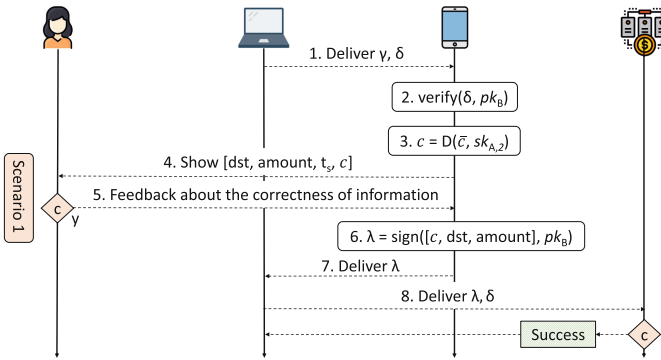 1. Deliver γ, δ
2. verify(δ, pk_B)
3. c = D(c̅, sk_A,2)
4. Show [dst, amount, t_s, c]
5. Feedback about the correctness of information
Scenario 1
c
y
6. λ = sign([c, dst, amount], pk_B)
7. Deliver λ
8. Deliver λ, δ
Success
c
$